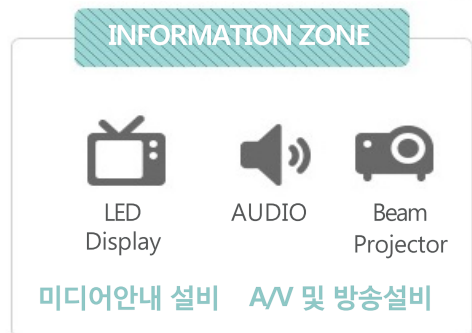 INFORMATION ZONE
LED
Display
AUDIO
Beam
Projector
미디어안내 설비 A/V 및 방송설비